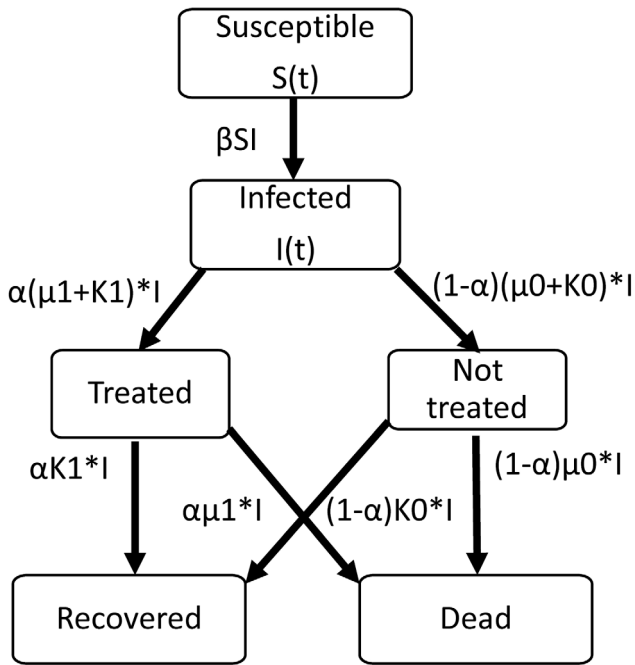 Susceptible
S(t)
βSI
Infected
I(t)
α(μ1+K1)*I
(1-α)(μ0+K0)*I
Treated
Not
treated
αK1*I
(1-α)μ0*I
αμ1*I
(1-α)K0*I
Recovered
Dead